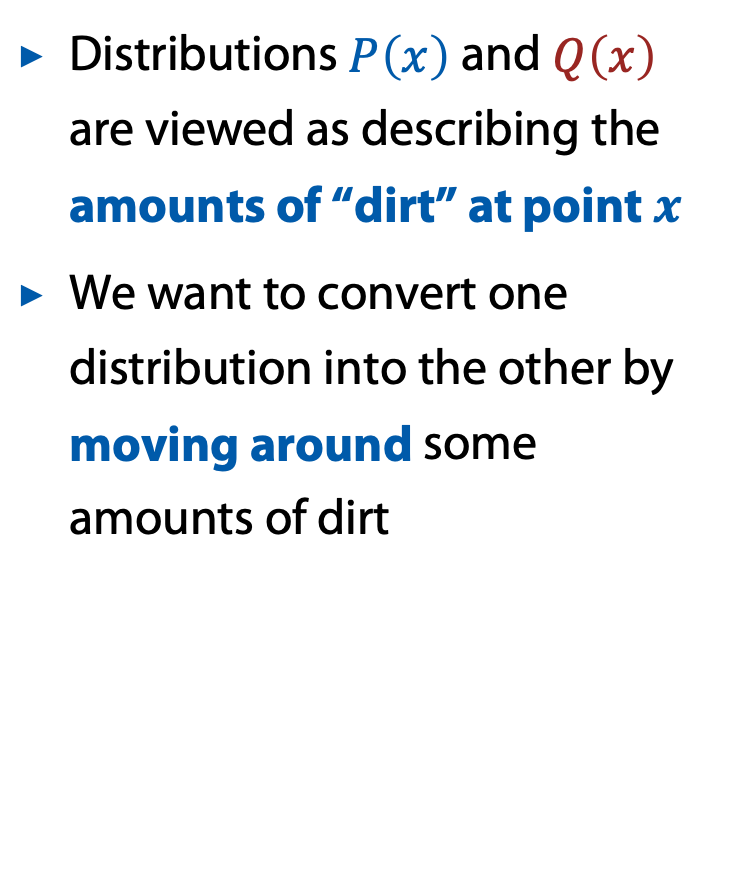 ▶ Distributions P(x) and Q(x)
are viewed as describing the
amounts of “dirt” at point x
▶ We want to convert one
distribution into the other by
moving around some
amounts of dirt